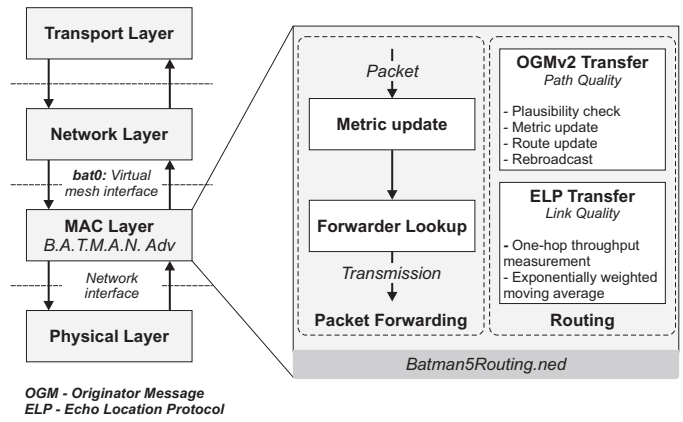 Transport Layer
Network Layer
bat0: Virtual
mesh interface
MAC Layer
B.A.T.M.A.N. Adv
Network
interface
Physical Layer
OGM - Originator Message
ELP - Echo Location Protocol
Packet
Metric update
Forwarder Lookup
Transmission
Packet Forwarding
OGMv2 Transfer
Path Quality
- Plausibility check
- Metric update
- Route update
- Rebroadcast
ELP Transfer
Link Quality
- One-hop throughput
measurement
- Exponentially weighted
moving average
Routing
Batman5Routing.ned